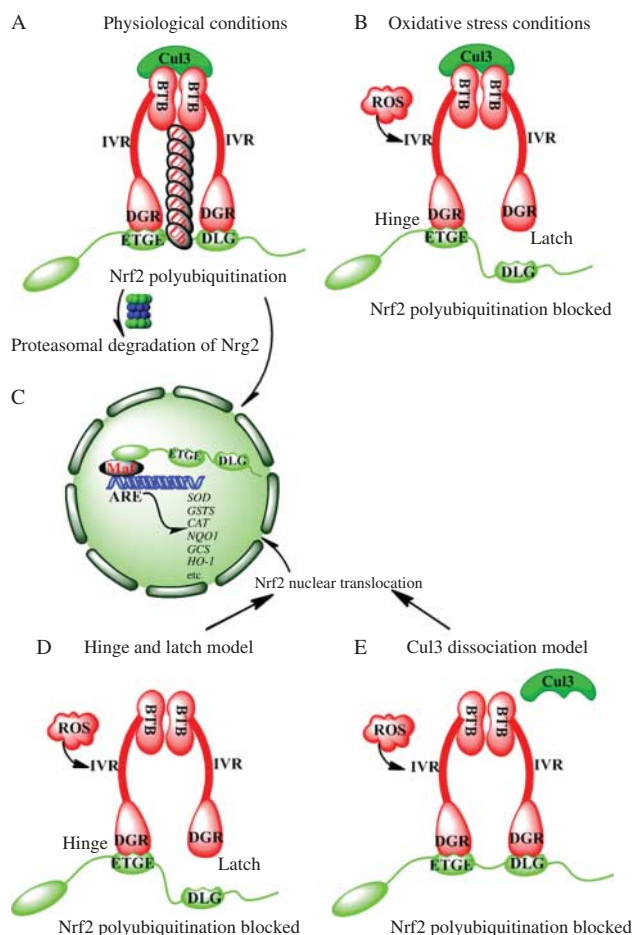 A Physiological conditions
Cul3
BTB BTB
IVR IVR
DGR DGR
ETGE DLG
Nrf2 polyubiquitination
Proteasomal degradation of Nrg2
B Oxidative stress conditions
Cul3
BTB BTB
ROS
IVR IVR
Hinge DGR DGR
ETGE Latch
DLG
Nrf2 polyubiquitination blocked
C
ETGE DLG
Maf
ARE
SOD
GSTS
CAT
NQO1
GCS
HO-1
etc.
Nrf2 nuclear translocation
D Hinge and latch model
BTB BTB
ROS
IVR IVR
Hinge DGR DGR
ETGE Latch
DLG
Nrf2 polyubiquitination blocked
E Cul3 dissociation model
Cul3
BTB BTB
ROS
IVR IVR
DGR DGR
ETGE DLG
Nrf2 polyubiquitination blocked